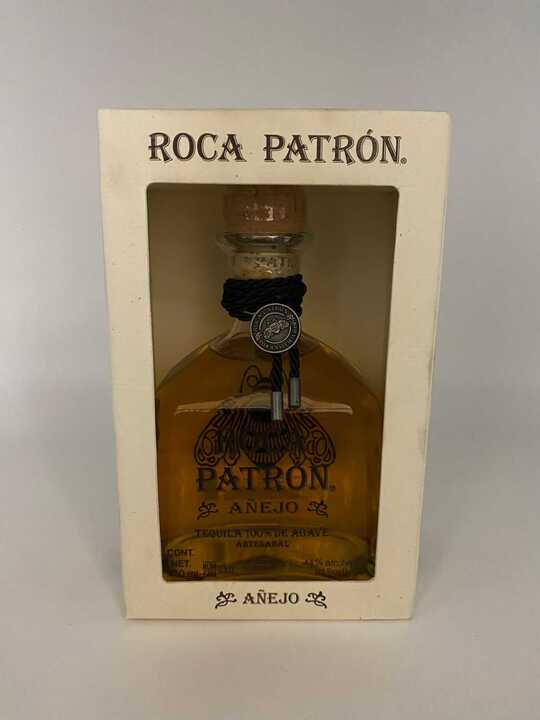 ROCA PATRÓN®
PATRÓN®
AÑEJO
TEQUILA 100% DE AGAVE
ARTESANAL
CONT.
NET.
AÑEJO